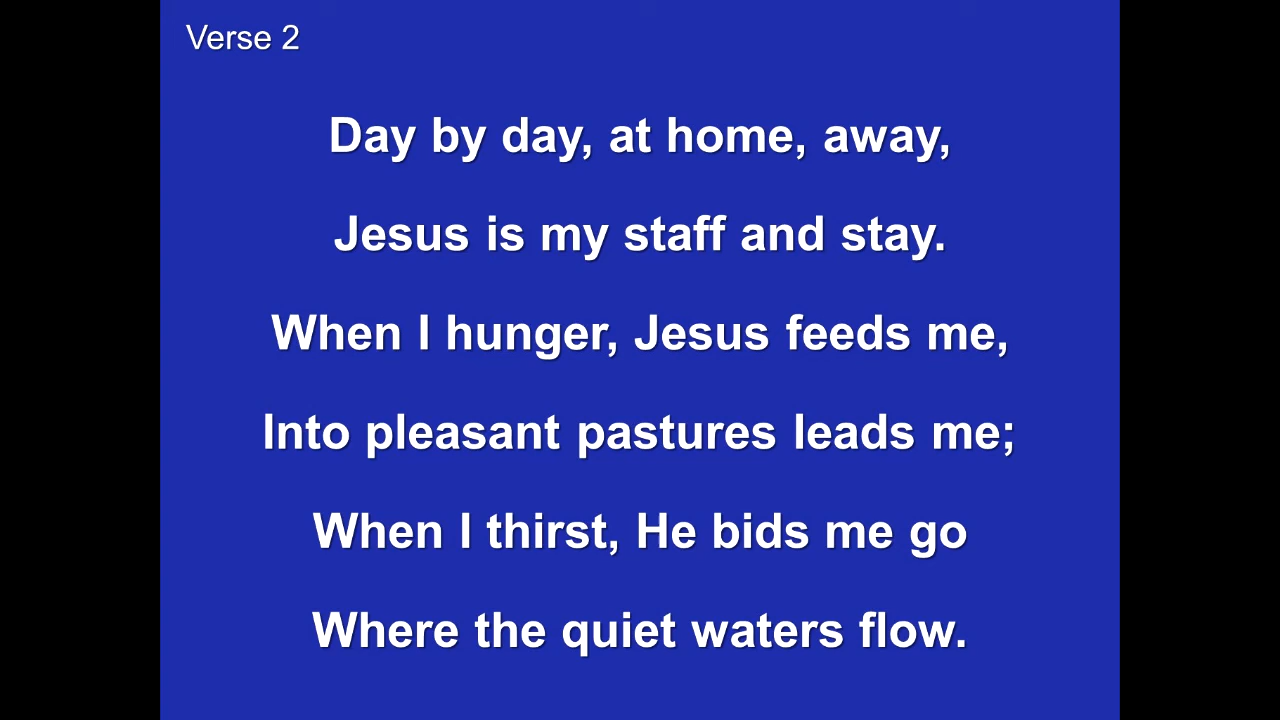 Verse 2
Day by day, at home, away,
Jesus is my staff and stay.
When I hunger, Jesus feeds me,
Into pleasant pastures leads me;
When I thirst, He bids me go
Where the quiet waters flow.